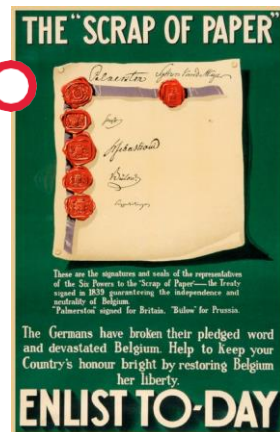 THE "SCRAP OF PAPER"
Palmerston
These are the signatures and seals of the representatives
of the Six Powers to the "Scrap of Paper"—the Treaty
signed in 1839 guaranteeing the independence and
neutrality of Belgium.
"Palmerston" signed for Britain, "Bülow" for Prussia.
The Germans have broken their pledged word
and devastated Belgium. Help to Keep your
Country's honour bright by restoring Belgium
her liberty.
ENLIST TO-DAY